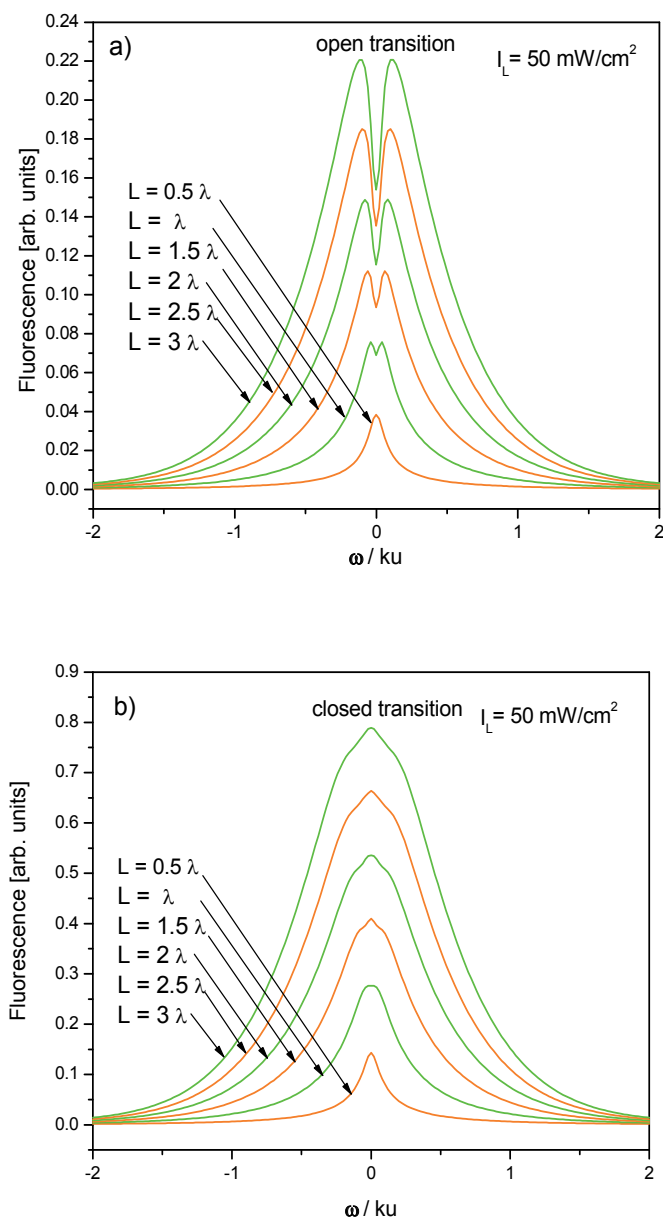 a)
open transition
I_L = 50 mW/cm²
0.24
0.22
0.20
0.18
0.16
0.14
0.12
0.10
0.08
0.06
0.04
0.02
0.00
Fluorescence [arb. units]
L = 0.5 λ
L = λ
L = 1.5 λ
L = 2 λ
L = 2.5 λ
L = 3 λ
-2 -1 0 1 2
ω / ku
b)
closed transition
I_L = 50 mW/cm²
0.9
0.8
0.7
0.6
0.5
0.4
0.3
0.2
0.1
0.0
Fluorescence [arb. units]
L = 0.5 λ
L = λ
L = 1.5 λ
L = 2 λ
L = 2.5 λ
L = 3 λ
-2 -1 0 1 2
ω / ku